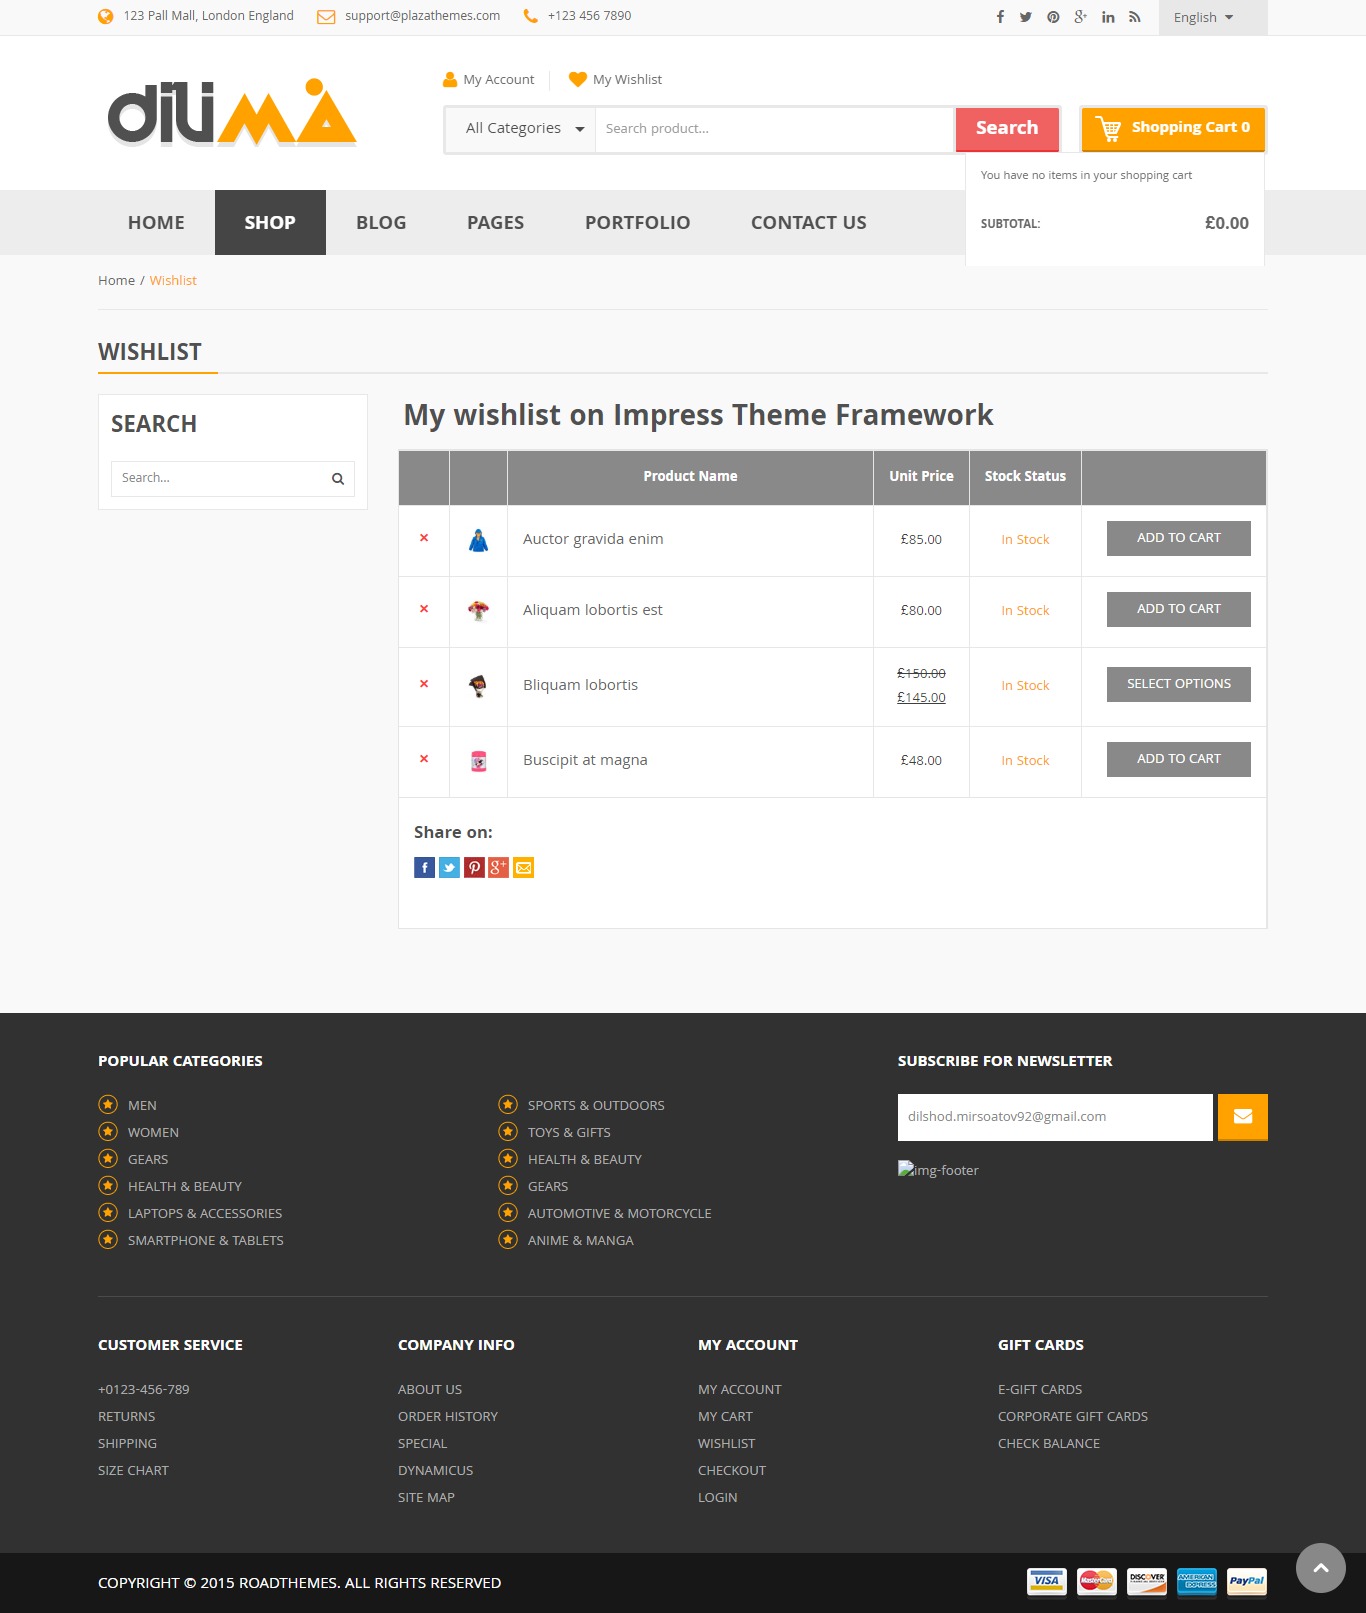 123 Pall Mall, London England support@plazathemes.com +123 456 7890 English
diliMA
My Account My Wishlist
All Categories Search product... Search Shopping Cart 0
You have no items in your shopping cart
SUBTOTAL: £0.00
HOME SHOP BLOG PAGES PORTFOLIO CONTACT US
Home / Wishlist
WISHLIST
SEARCH
Search...
My wishlist on Impress Theme Framework
Product Name Unit Price Stock Status
Auctor gravida enim £85.00 In Stock ADD TO CART
Aliquam lobortis est £80.00 In Stock ADD TO CART
Bliquam lobortis £150.00 £145.00 In Stock SELECT OPTIONS
Buscipit at magna £48.00 In Stock ADD TO CART
Share on:
POPULAR CATEGORIES
MEN
WOMEN
GEARS
HEALTH & BEAUTY
LAPTOPS & ACCESSORIES
SMARTPHONE & TABLETS
SPORTS & OUTDOORS
TOYS & GIFTS
HEALTH & BEAUTY
GEARS
AUTOMOTIVE & MOTORCYCLE
ANIME & MANGA
SUBSCRIBE FOR NEWSLETTER
dilshod.mirsoatov92@gmail.com
img-footer
CUSTOMER SERVICE
+0123-456-789
RETURNS
SHIPPING
SIZE CHART
COMPANY INFO
ABOUT US
ORDER HISTORY
SPECIAL
DYNAMICUS
SITE MAP
MY ACCOUNT
MY ACCOUNT
MY CART
WISHLIST
CHECKOUT
LOGIN
GIFT CARDS
E-GIFT CARDS
CORPORATE GIFT CARDS
CHECK BALANCE
COPYRIGHT © 2015 ROADTHEMES. ALL RIGHTS RESERVED
VISA MasterCard DISCOVER AMERICAN EXPRESS PayPal